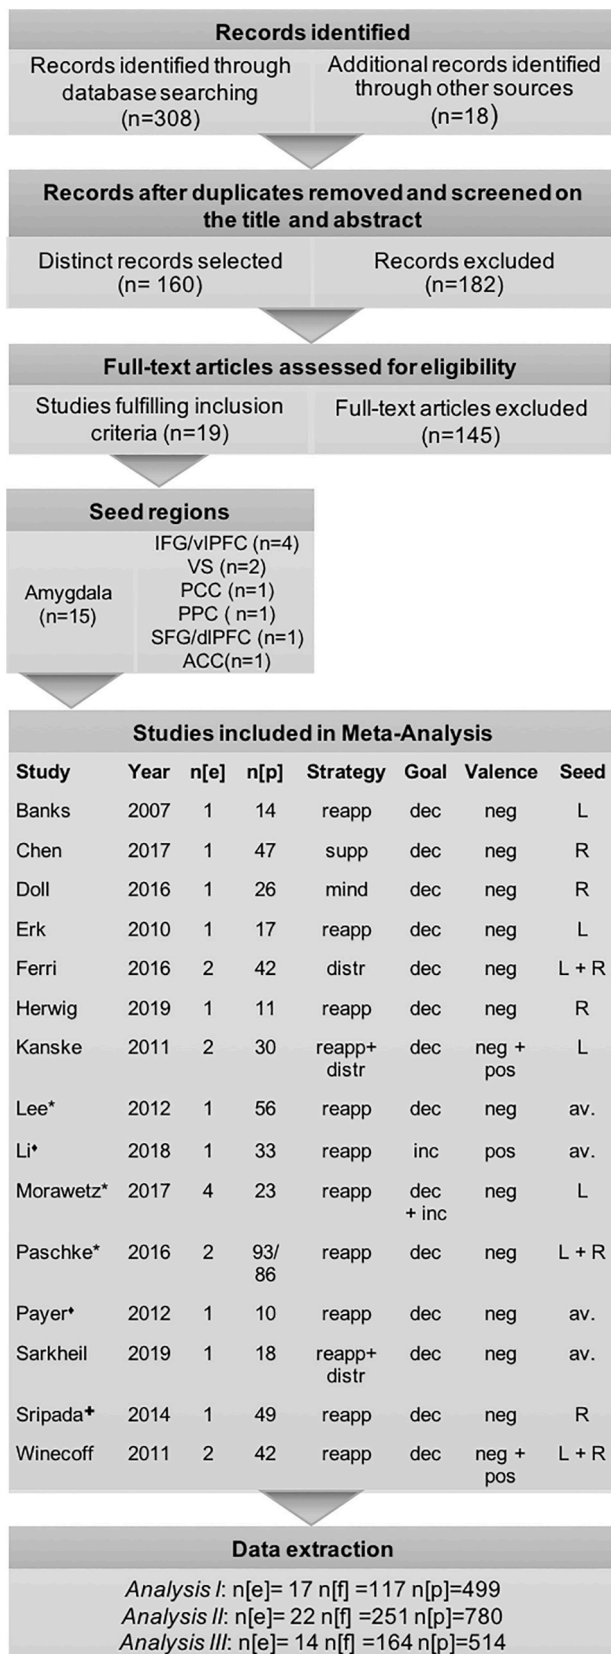 Records identified
Records identified through
database searching
(n=308)
Additional records identified
through other sources
(n=18)
Records after duplicates removed and screened on
the title and abstract
Distinct records selected
(n= 160)
Records excluded
(n=182)
Full-text articles assessed for eligibility
Studies fulfilling inclusion
criteria (n=19)
Full-text articles excluded
(n=145)
Seed regions
Amygdala
(n=15)
IFG/vlPFC (n=4)
VS (n=2)
PCC (n=1)
PPC ( n=1)
SFG/dlPFC (n=1)
ACC(n=1)
Studies included in Meta-Analysis
Study Year n[e] n[p] Strategy Goal Valence Seed
Banks 2007 1 14 reapp dec neg L
Chen 2017 1 47 supp dec neg R
Doll 2016 1 26 mind dec neg R
Erk 2010 1 17 reapp dec neg L
Ferri 2016 2 42 distr dec neg L + R
Herwig 2019 1 11 reapp dec neg R
Kanske 2011 2 30 reapp+ dec neg + L
distr pos
Lee* 2012 1 56 reapp dec neg av.
Li♦ 2018 1 33 reapp inc pos av.
Morawetz* 2017 4 23 reapp dec neg L
+ inc
Paschke* 2016 2 93/ reapp dec neg L + R
86
Payer♦ 2012 1 10 reapp dec neg av.
Sarkheil 2019 1 18 reapp+ dec neg av.
distr
Sripada✚ 2014 1 49 reapp dec neg R
Winecoff 2011 2 42 reapp dec neg + L + R
pos
Data extraction
Analysis I: n[e]= 17 n[f] =117 n[p]=499
Analysis II: n[e]= 22 n[f] =251 n[p]=780
Analysis III: n[e]= 14 n[f] =164 n[p]=514